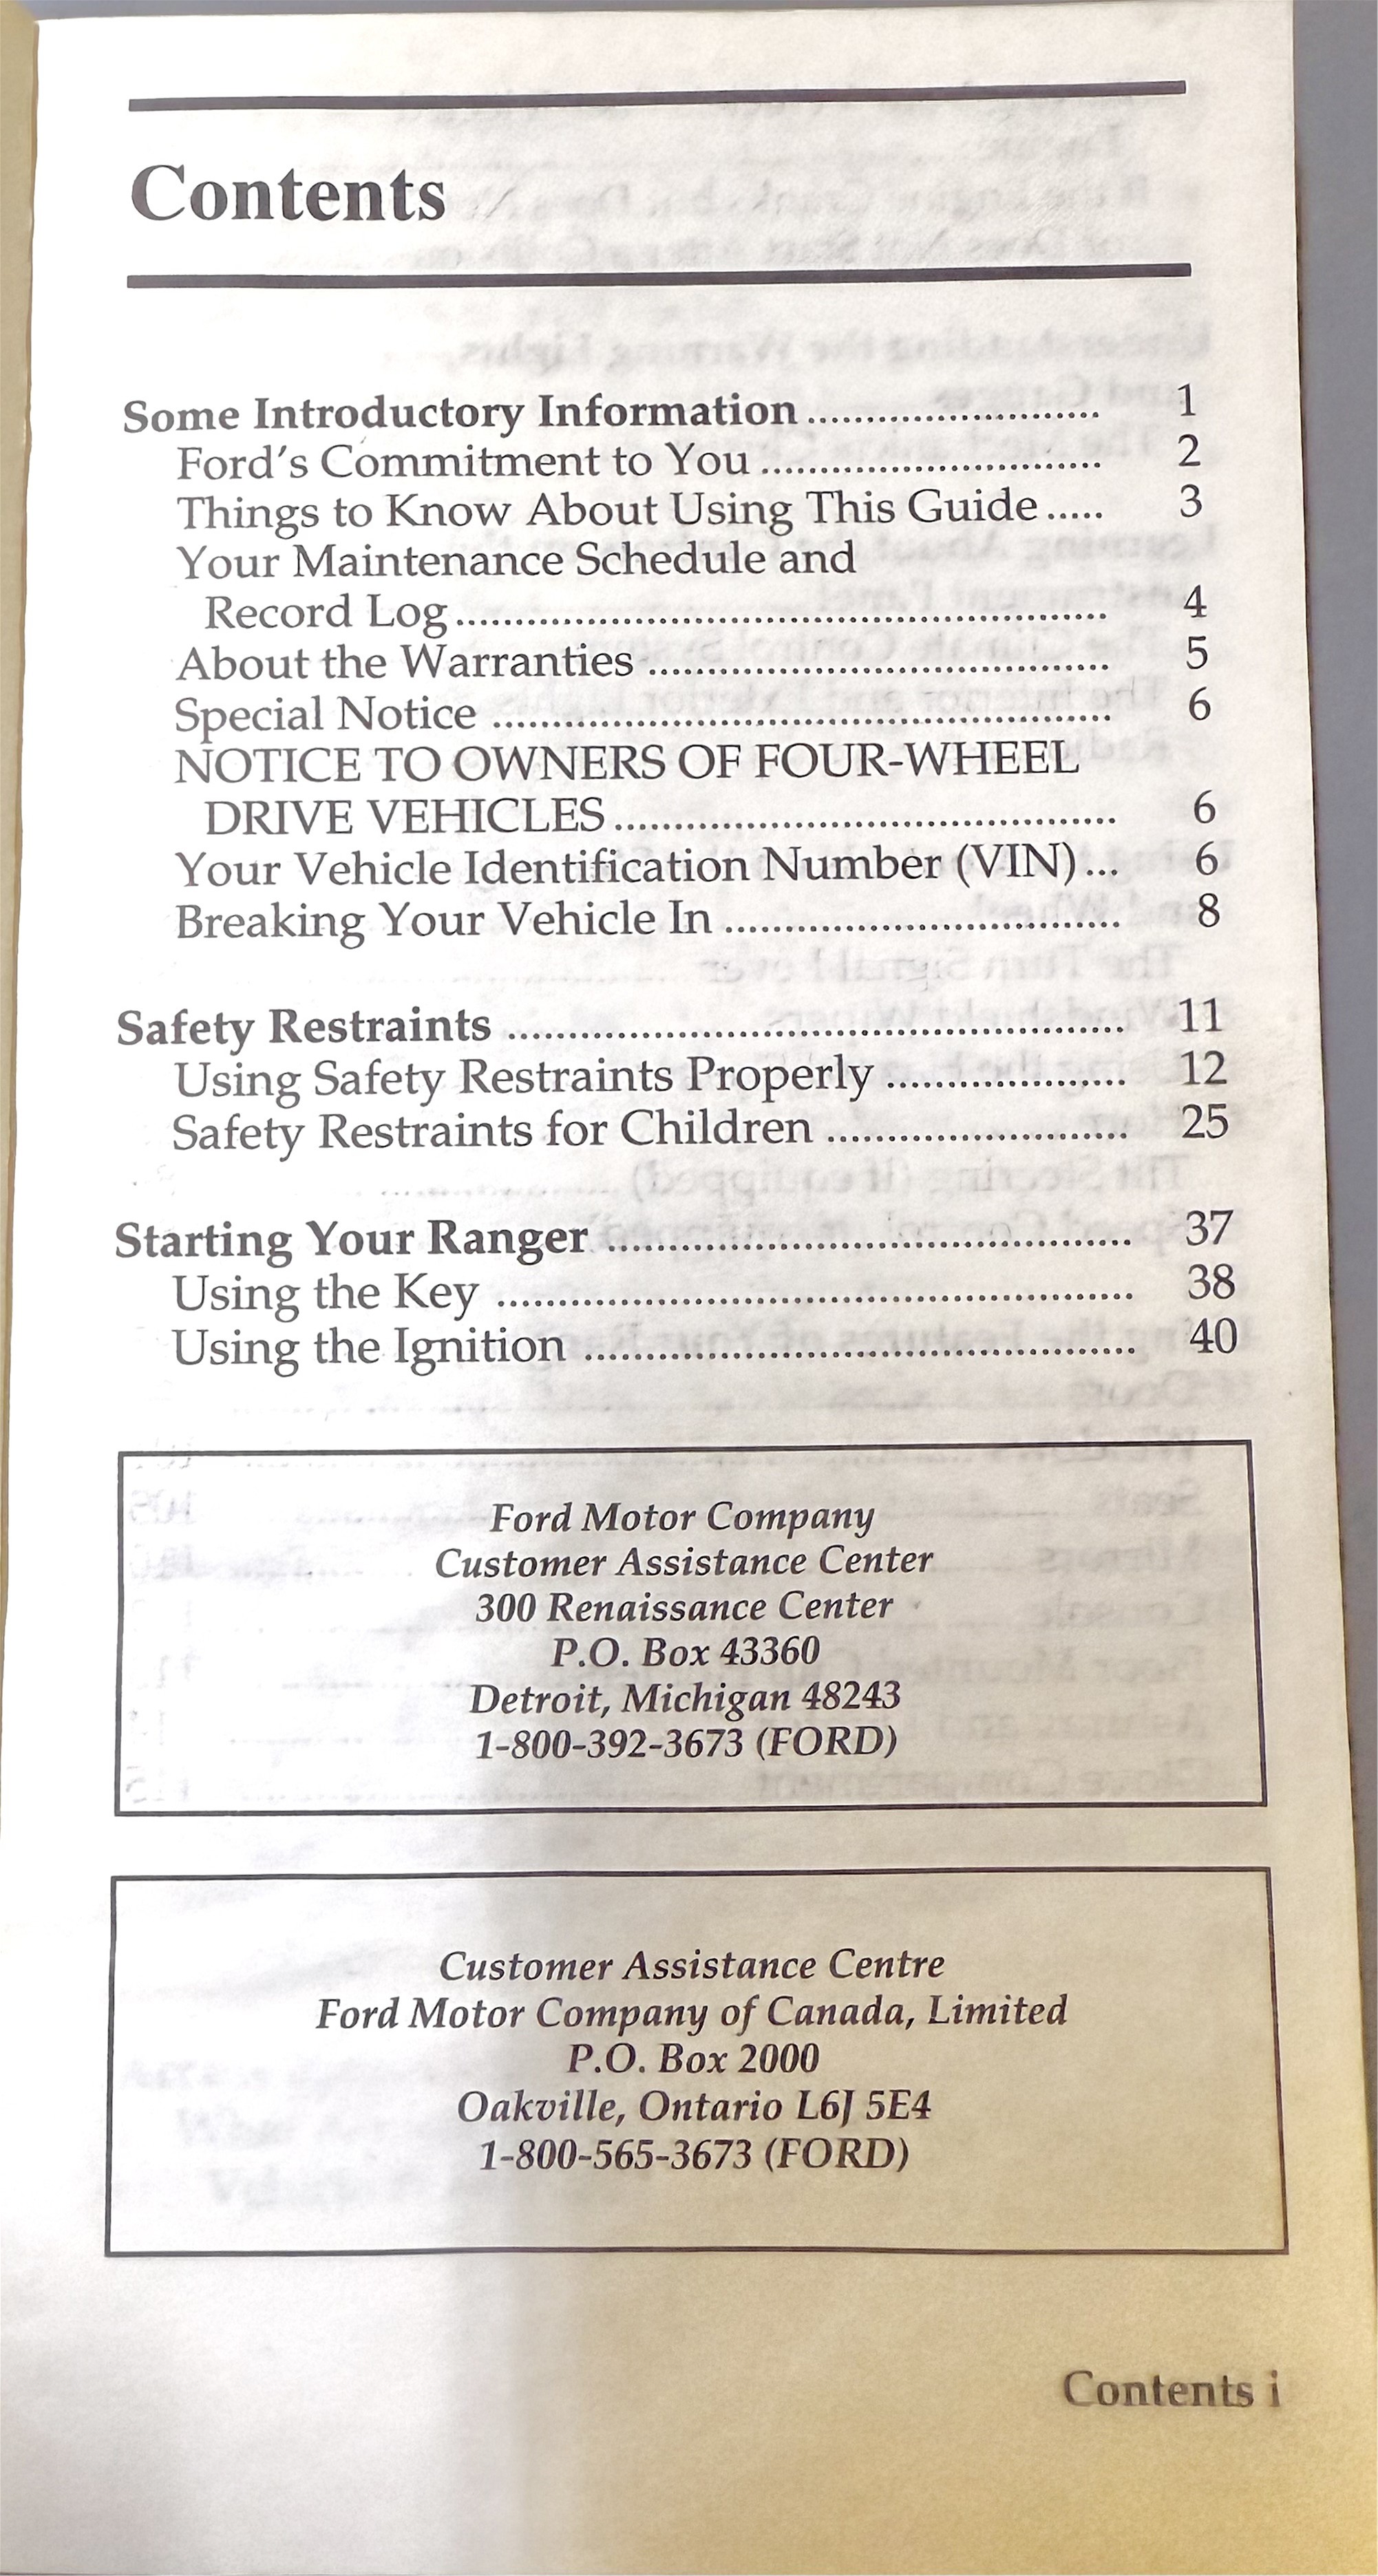 Contents
Some Introductory Information ........................ 1
Ford's Commitment to You ............................ 2
Things to Know About Using This Guide ..... 3
Your Maintenance Schedule and
Record Log ...................................................... 4
About the Warranties ...................................... 5
Special Notice ................................................... 6
NOTICE TO OWNERS OF FOUR-WHEEL
DRIVE VEHICLES .......................................... 6
Your Vehicle Identification Number (VIN) ... 6
Breaking Your Vehicle In ................................. 8
Safety Restraints ................................................... 11
Using Safety Restraints Properly .................... 12
Safety Restraints for Children ......................... 25
Starting Your Ranger ........................................... 37
Using the Key .................................................... 38
Using the Ignition ............................................. 40
Ford Motor Company
Customer Assistance Center
300 Renaissance Center
P.O. Box 43360
Detroit, Michigan 48243
1-800-392-3673 (FORD)
Customer Assistance Centre
Ford Motor Company of Canada, Limited
P.O. Box 2000
Oakville, Ontario L6J 5E4
1-800-565-3673 (FORD)
Contents i